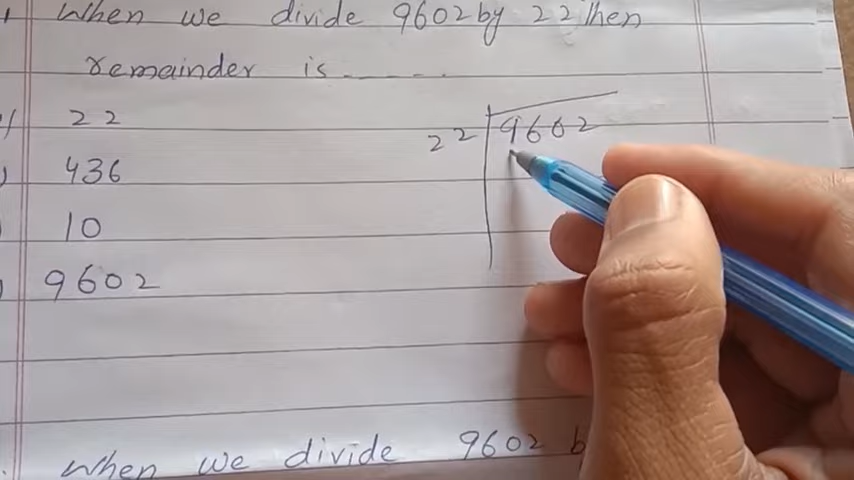 When we divide 9602 by 22 then
remainder is .....
22
436
10
9602
22 9602
When we divide 9602 b